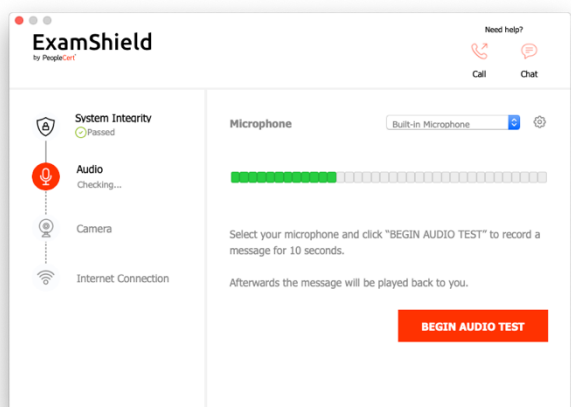 Need help?
ExamShield
by PeopleCert
Call
Chat
System Integrity
Passed
Audio
Checking...
Camera
Internet Connection
Microphone
Built-in Microphone
Select your microphone and click “BEGIN AUDIO TEST” to record a
message for 10 seconds.
Afterwards the message will be played back to you.
BEGIN AUDIO TEST